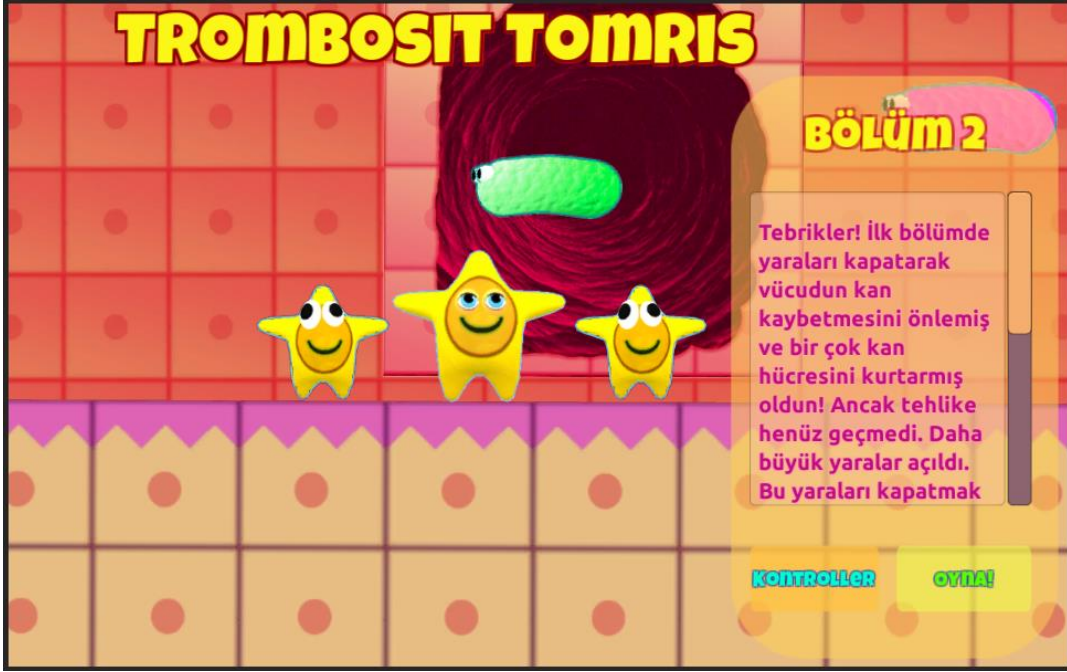 TROMBOSIT TOMRIS
BÖLÜM 2
Tebrikler! İlk bölümde
yaraları kapatarak
vücudun kan
kaybetmesini önlemiş
ve bir çok kan
hücresini kurtarmış
oldun! Ancak tehlike
henüz geçmedi. Daha
büyük yaralar açıldı.
Bu yaraları kapatmak
KONTROLLER
OYNA!